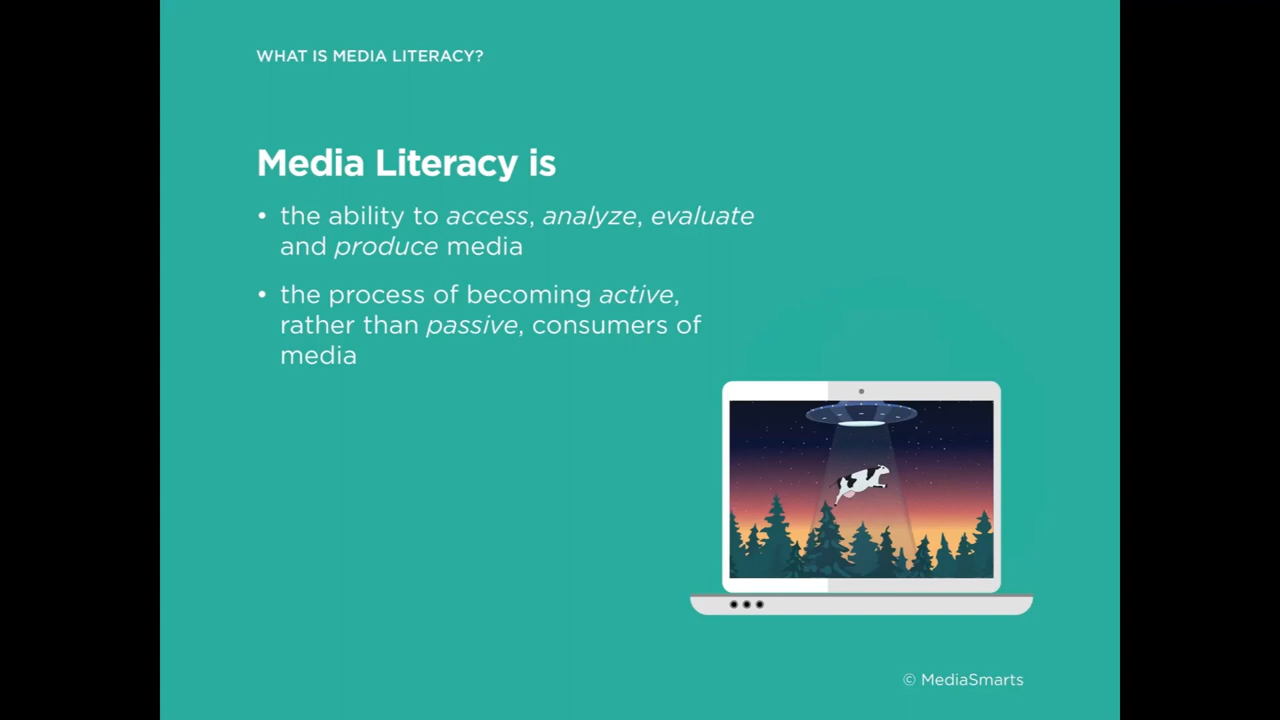 WHAT IS MEDIA LITERACY?
Media Literacy is
• the ability to access, analyze, evaluate
and produce media
• the process of becoming active,
rather than passive, consumers of
media
© MediaSmarts